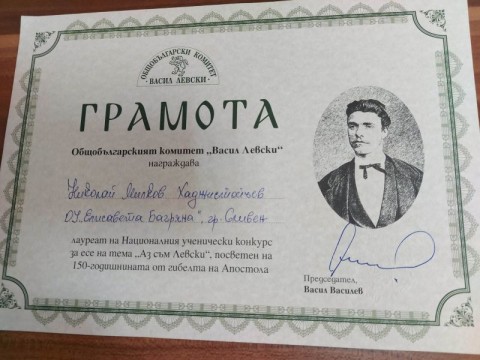 ОБЩОБЪЛГАРСКИ КОМИТЕТ
·ВАСИЛ ЛЕВСКИ·
ГРАМОТА
Общобългарският комитет „Васил Левски“
награждава
Николай Милков Хаджистойчев
ОУ „Елисавета Багряна“, гр. Сливен
лауреат на Националния ученически конкурс
за есе на тема „Аз съм Левски“, посветен на
150-годишнината от гибелта на Апостола
Председател,
Васил Василев